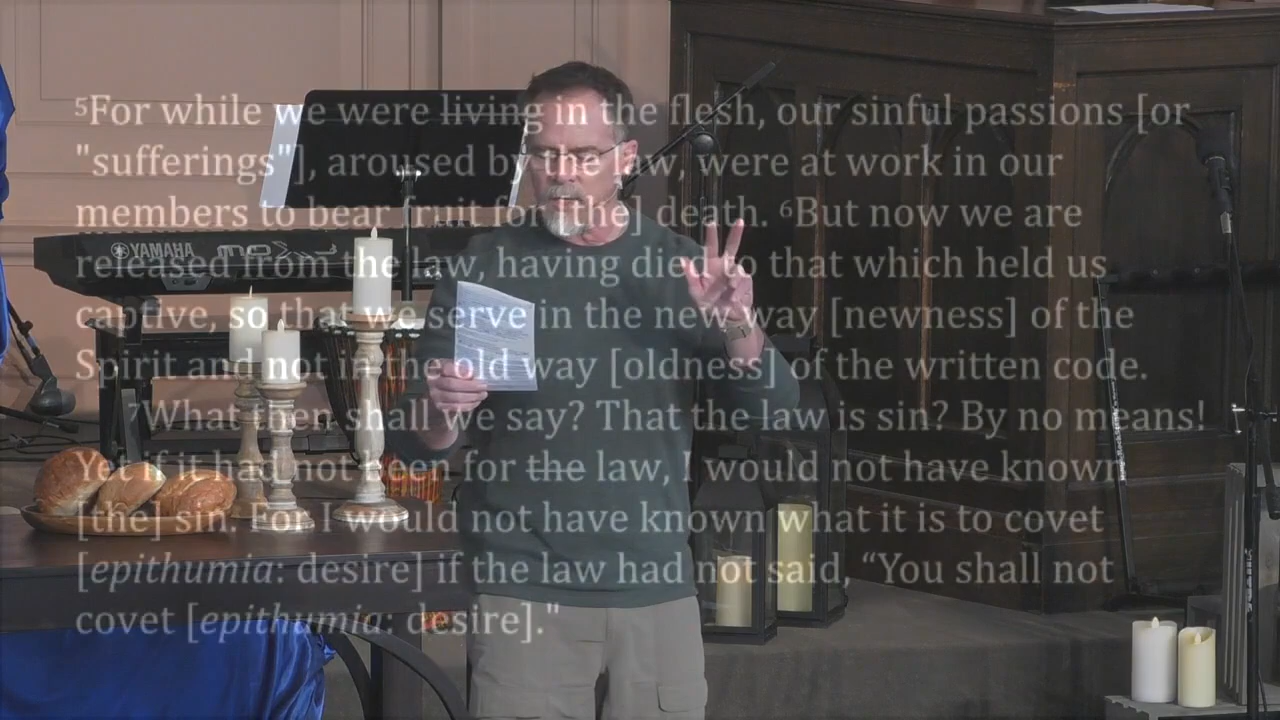 ⁵For while we were living in the flesh, our sinful passions [or
"sufferings"], aroused by the law, were at work in our
members to bear fruit for [the] death. ⁶But now we are
released from the law, having died to that which held us
captive, so that we serve in the new way [newness] of the
Spirit and not in the old way [oldness] of the written code.
⁷What then shall we say? That the law is sin? By no means!
Yet if it had not been for the law, I would not have known
[the] sin. For I would not have known what it is to covet
[epithumia: desire] if the law had not said, “You shall not
covet [epithumia: desire]."
YAMAHA